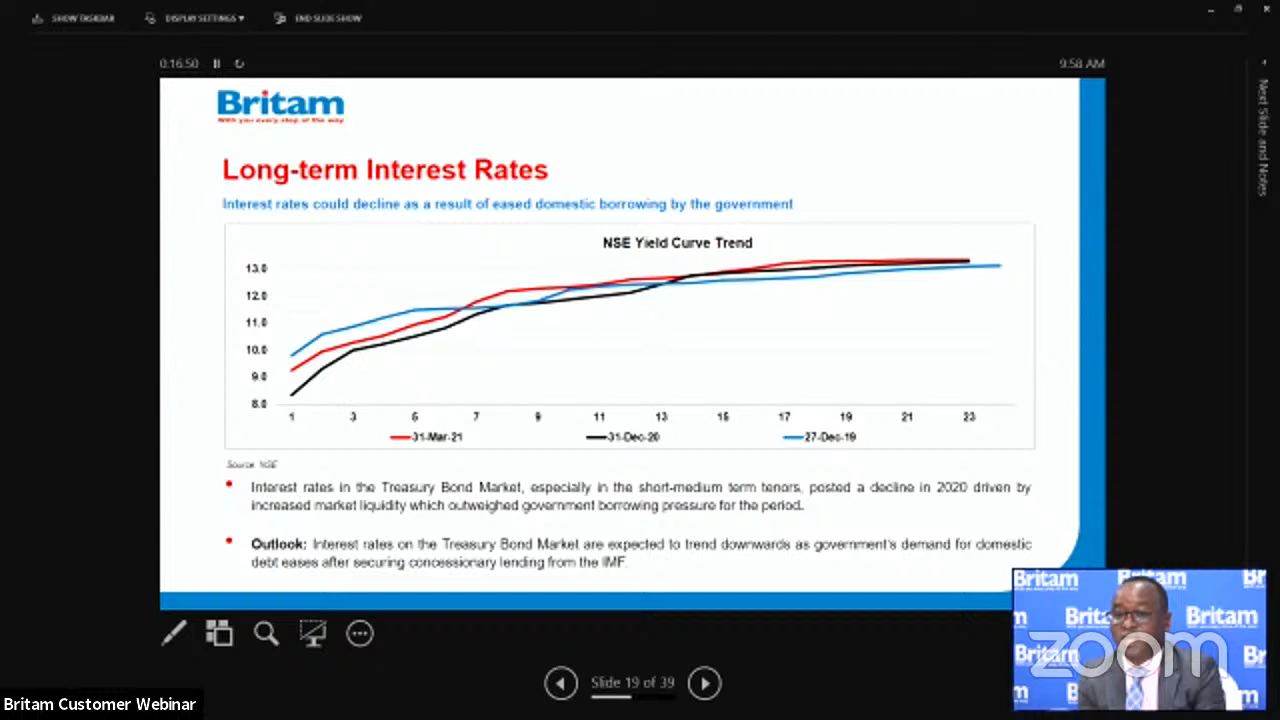 SHOW TASKBAR
DISPLAY SETTINGS
END SLIDE SHOW
0:16:50
9:58 AM
Next Slide and Notes
Britam
With you every step of the way
Long-term Interest Rates
Interest rates could decline as a result of eased domestic borrowing by the government
NSE Yield Curve Trend
13.0
12.0
11.0
10.0
9.0
8.0
1 3 5 7 9 11 13 15 17 19 21 23
31-Mar-21 31-Dec-20 27-Dec-19
Source: NSE
• Interest rates in the Treasury Bond Market, especially in the short-medium term tenors, posted a decline in 2020 driven by
increased market liquidity which outweighed government borrowing pressure for the period.
• Outlook: Interest rates on the Treasury Bond Market are expected to trend downwards as government's demand for domestic
debt eases after securing concessionary lending from the IMF.
Britam
Britam
Britam
Britam
zoom
Slide 19 of 39
Britam Customer Webinar